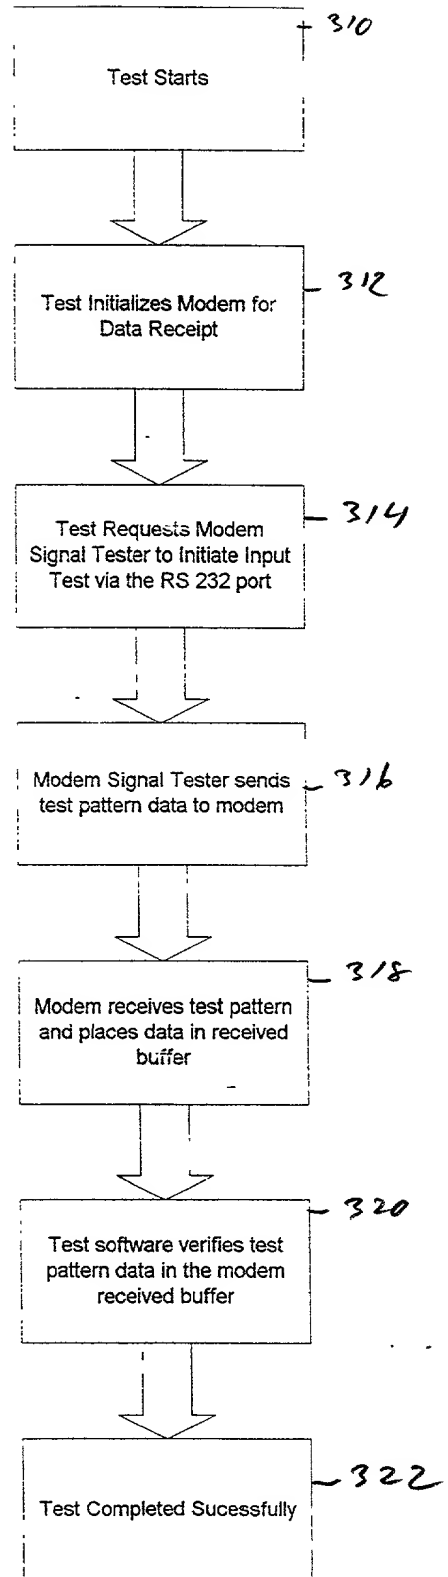 310
Test Starts
312
Test Initializes Modem for
Data Receipt
314
Test Requests Modem
Signal Tester to Initiate Input
Test via the RS 232 port
316
Modem Signal Tester sends
test pattern data to modem
318
Modem receives test pattern
and places data in received
buffer
320
Test software verifies test
pattern data in the modem
received buffer
322
Test Completed Sucessfully